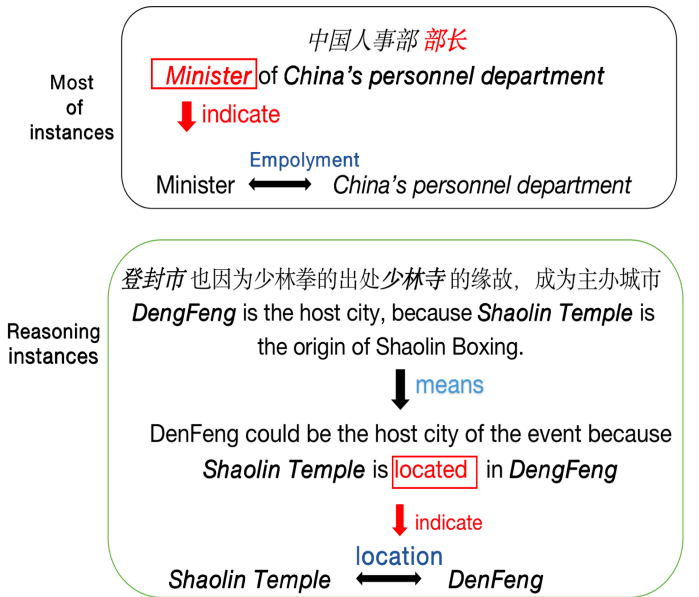 中国人事部 部长
Minister of China's personnel department
Most
of
instances
indicate
Empolyment
Minister
China's personnel department
登封市 也因为少林拳的出处少林寺 的缘故，成为主办城市
DengFeng is the host city, because Shaolin Temple is
the origin of Shaolin Boxing.
Reasoning
instances
means
DenFeng could be the host city of the event because
Shaolin Temple is located in DengFeng
indicate
location
Shaolin Temple
DenFeng